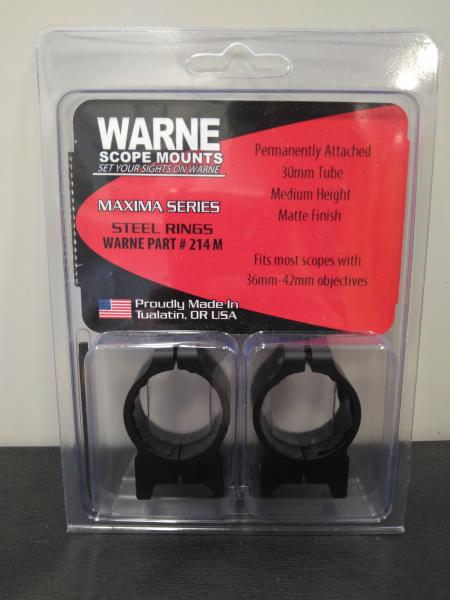 WARNE
SCOPE MOUNTS
SET YOUR SIGHTS ON WARNE
MAXIMA SERIES
STEEL RINGS
WARNE PART # 214 M
Proudly Made In
Tualatin, OR USA
Permanently Attached
30mm Tube
Medium Height
Matte Finish
Fits most scopes with
36mm-42mm objectives